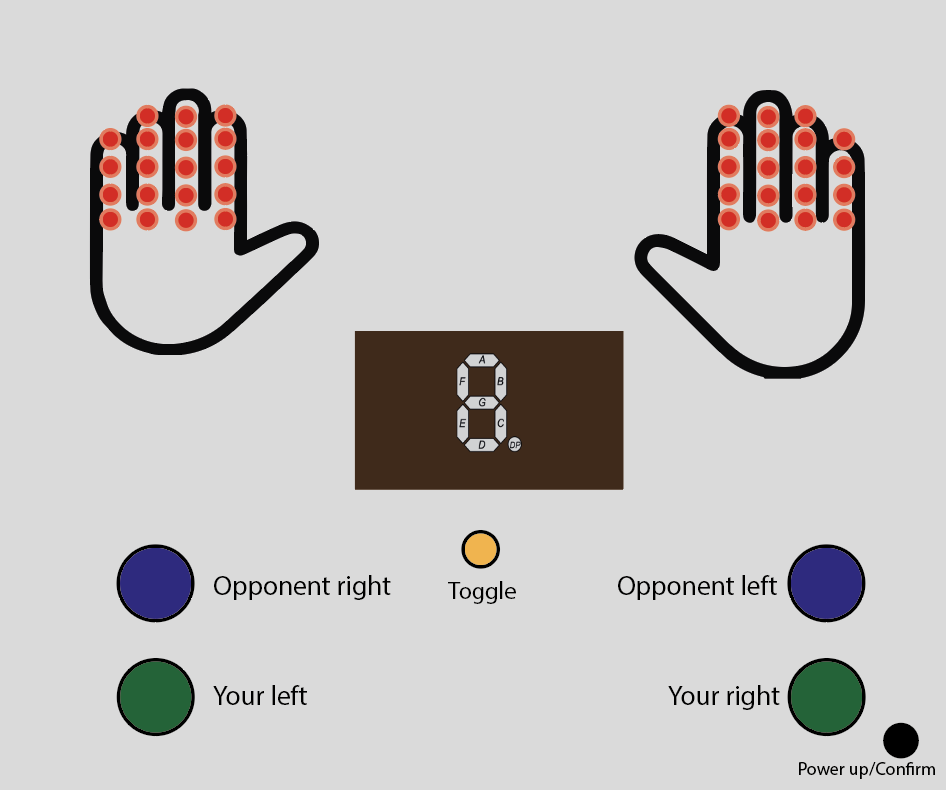 A
F B
G
E C
D DP
Toggle
Opponent right
Opponent left
Your left
Your right
Power up/Confirm